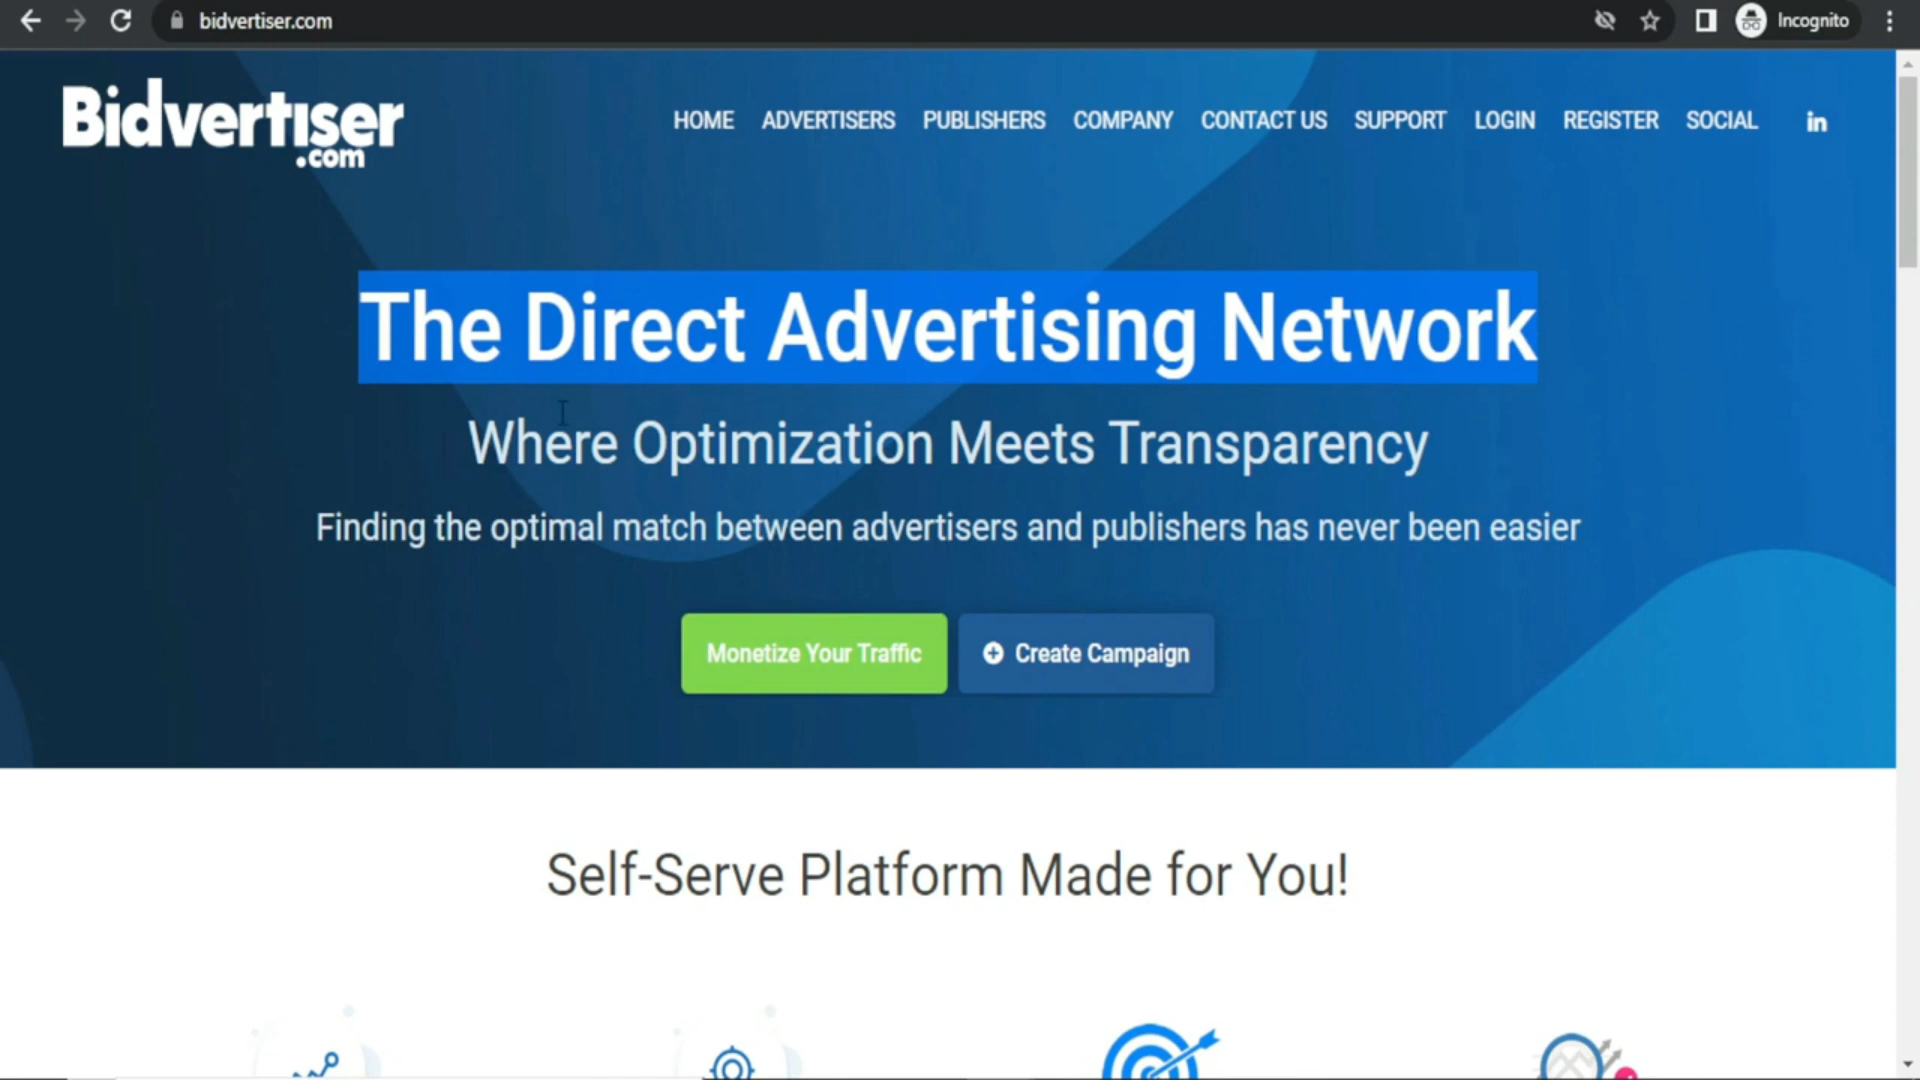 bidvertiser.com
Incognito
Bidvertiser
.com
HOME ADVERTISERS PUBLISHERS COMPANY CONTACT US SUPPORT LOGIN REGISTER SOCIAL in
The Direct Advertising Network
Where Optimization Meets Transparency
Finding the optimal match between advertisers and publishers has never been easier
Monetize Your Traffic
Create Campaign
Self-Serve Platform Made for You!